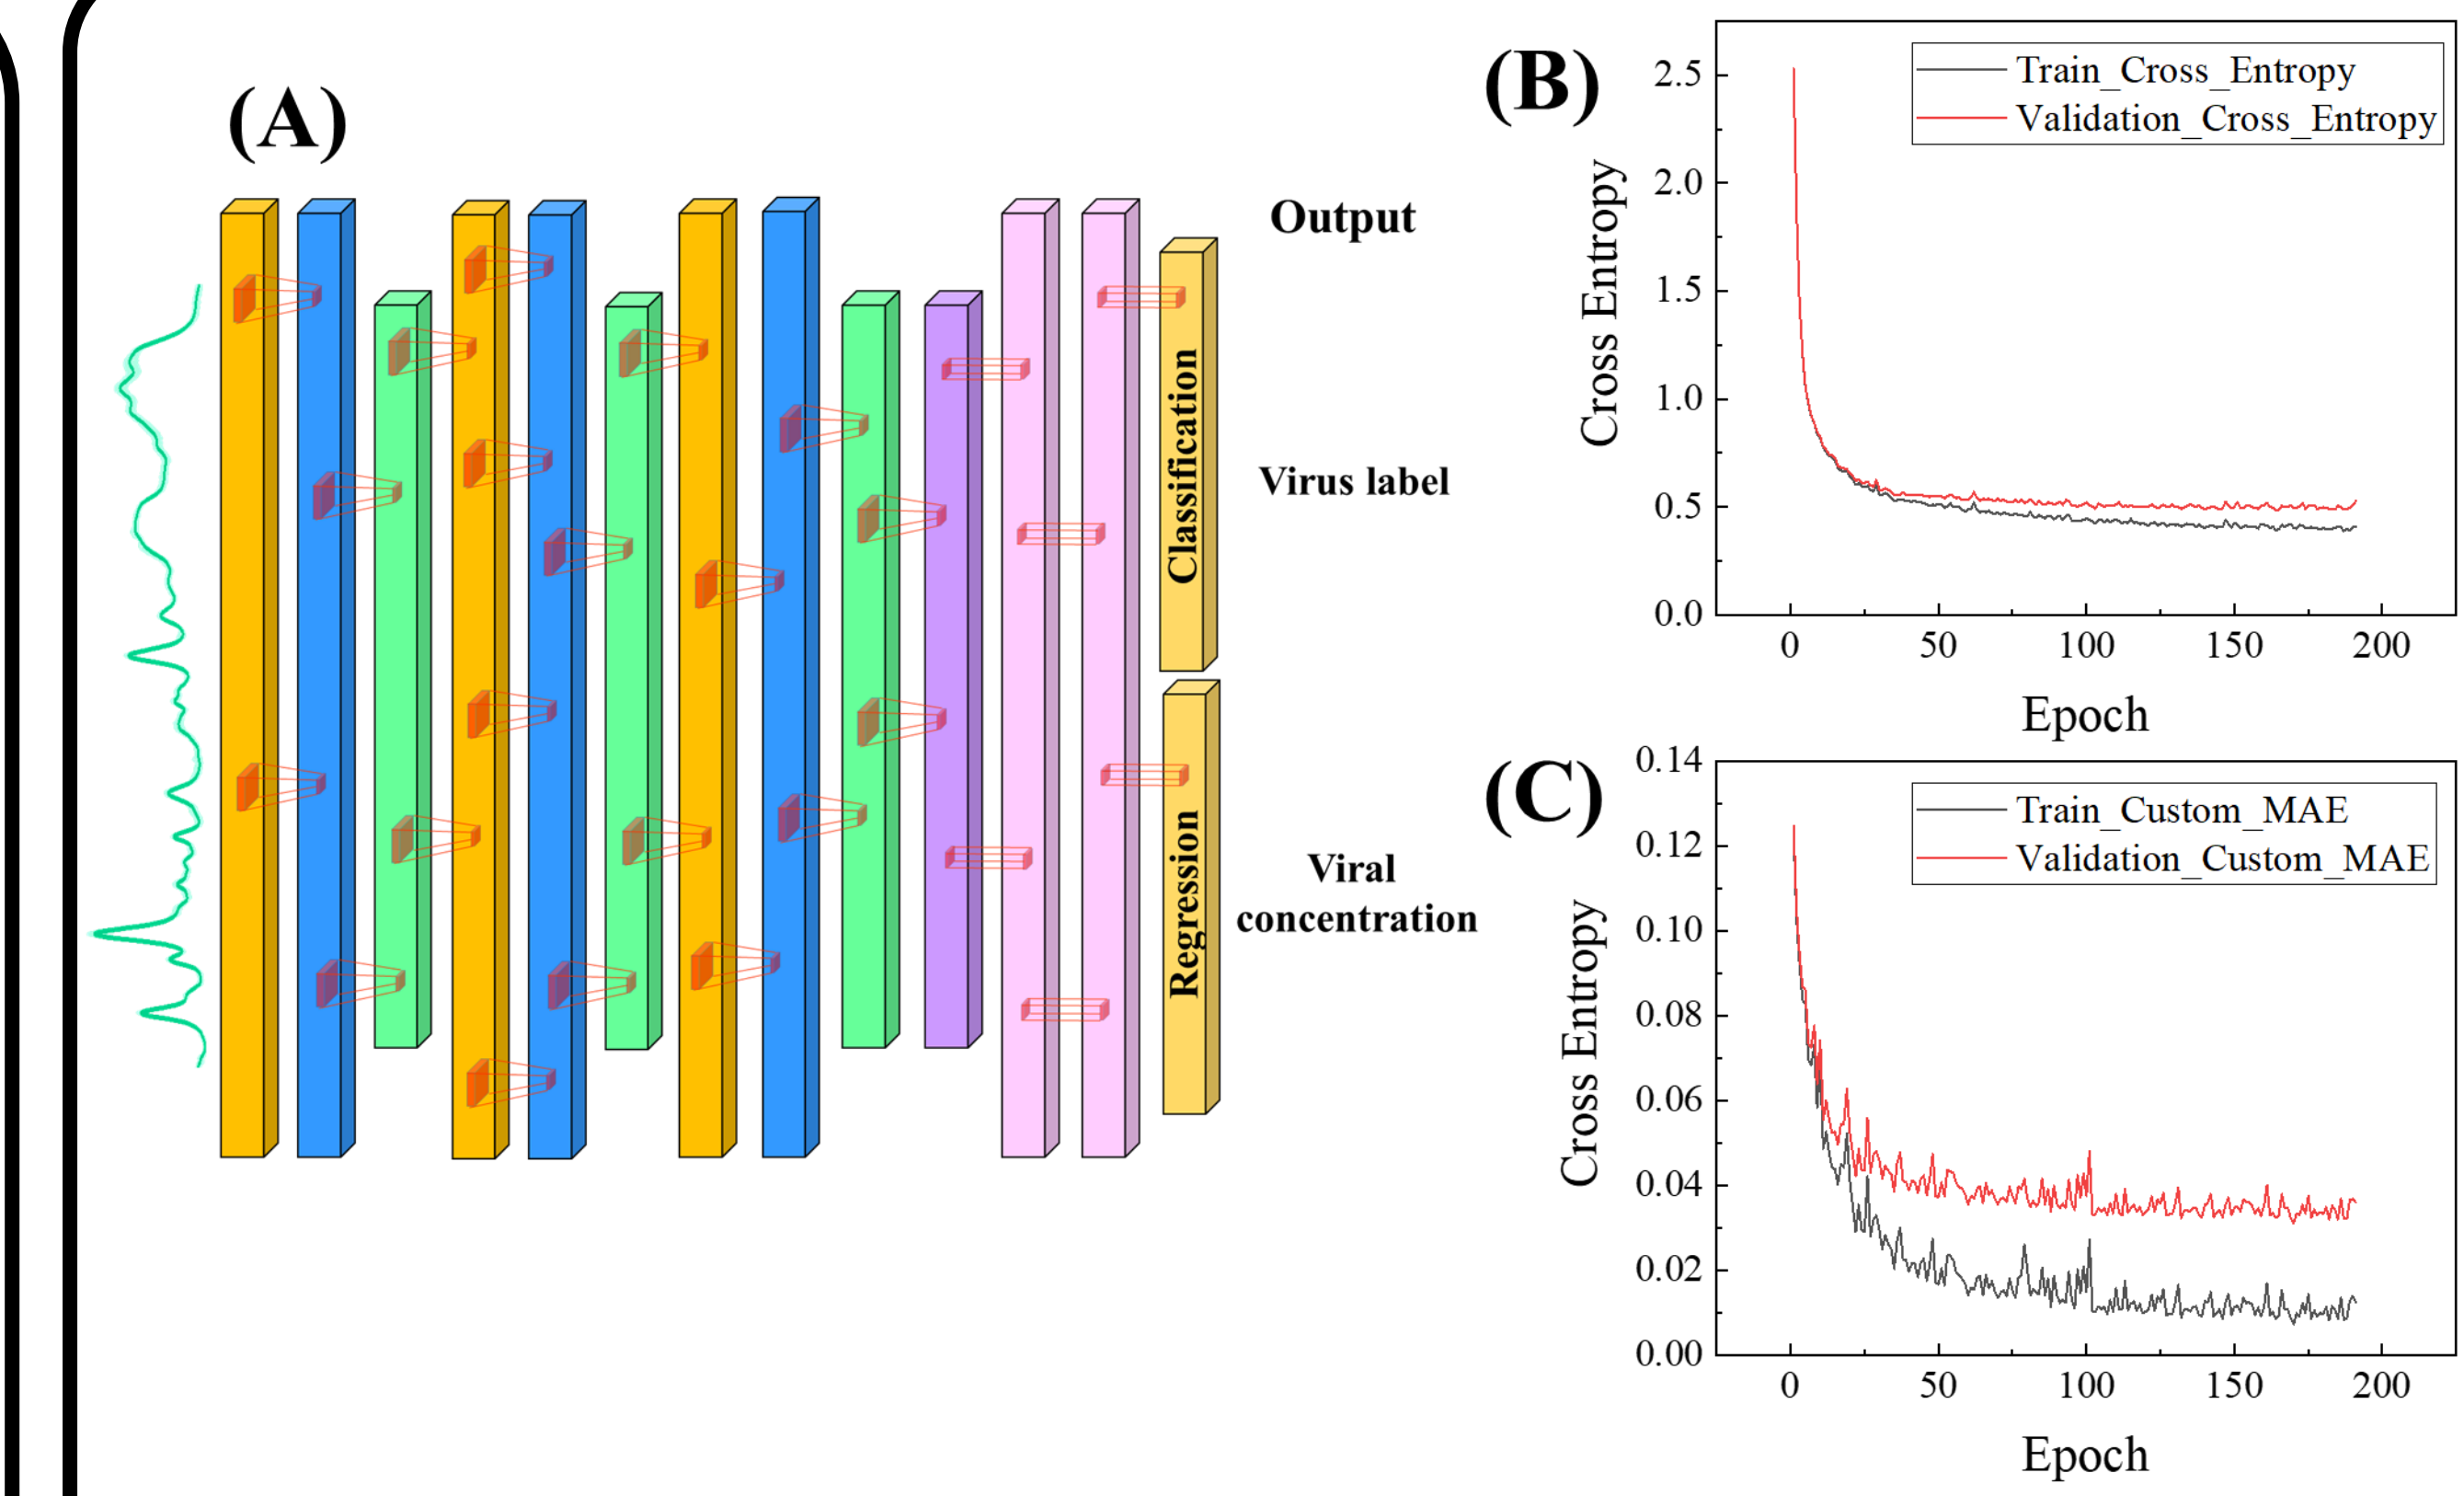 (A)
Output
Classification
Virus label
Regression
Viral
concentration
(B)
Train_Cross_Entropy
Validation_Cross_Entropy
Cross Entropy
2.5
2.0
1.5
1.0
0.5
0.0
0 50 100 150 200
Epoch
(C)
Train_Custom_MAE
Validation_Custom_MAE
Cross Entropy
0.14
0.12
0.10
0.08
0.06
0.04
0.02
0.00
0 50 100 150 200
Epoch